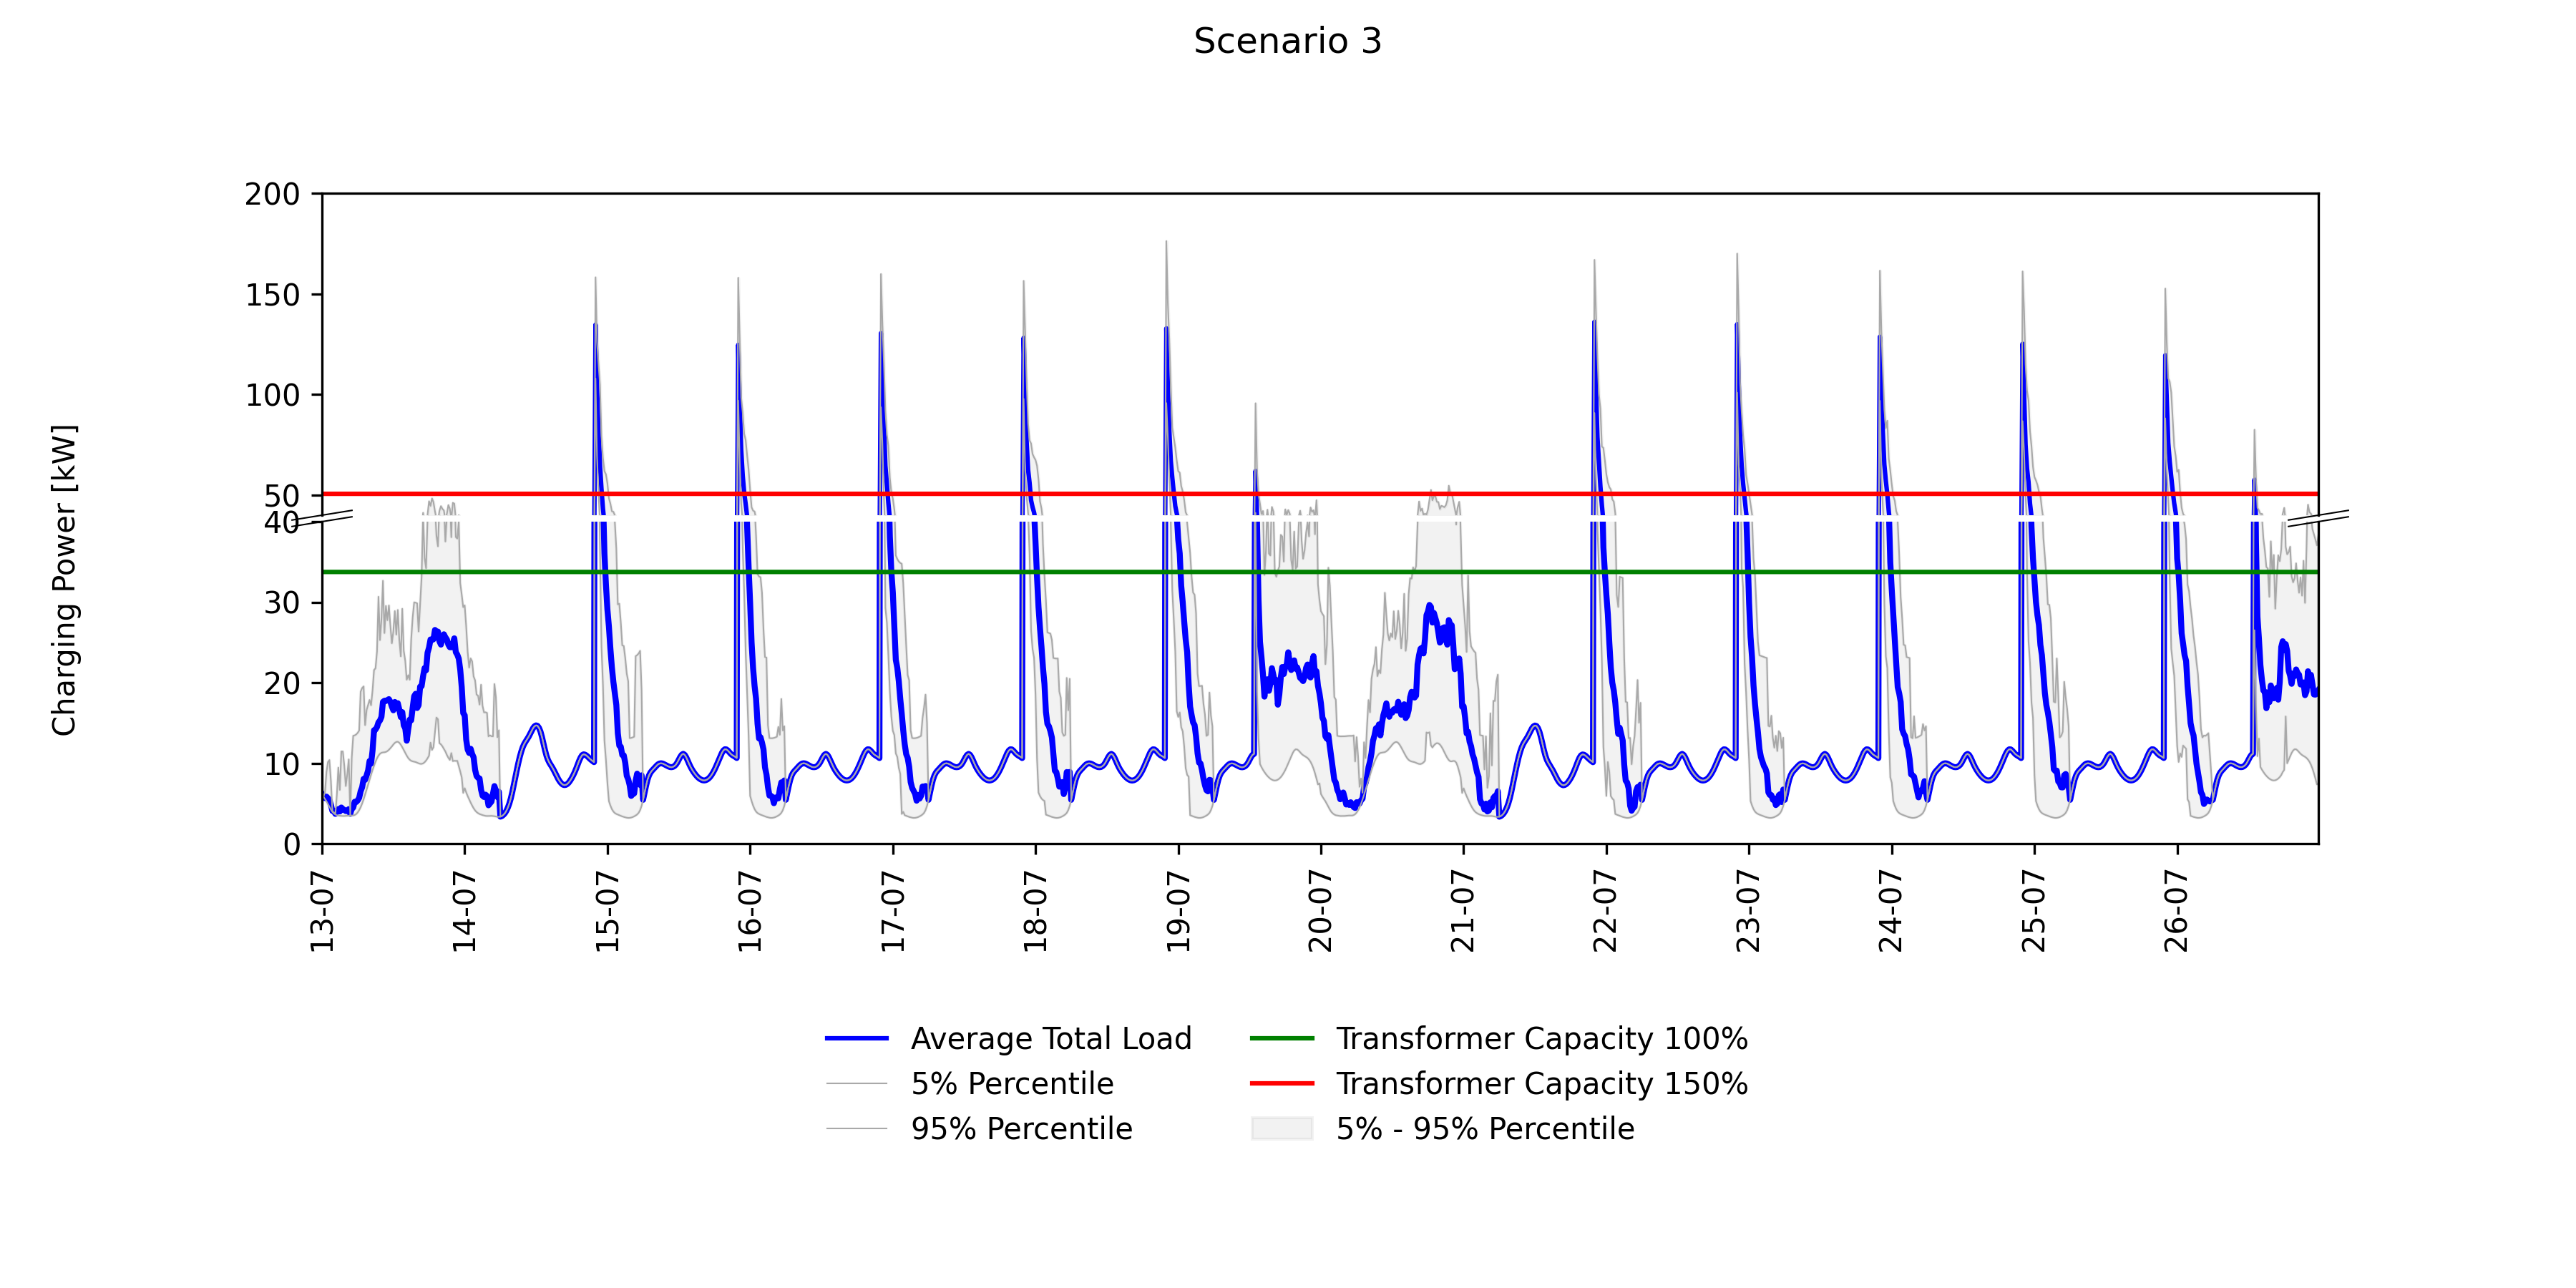 Scenario 3
Charging Power [kW]
200
150
100
50
40
30
20
10
0
13-07
14-07
15-07
16-07
17-07
18-07
19-07
20-07
21-07
22-07
23-07
24-07
25-07
26-07
Average Total Load
5% Percentile
95% Percentile
Transformer Capacity 100%
Transformer Capacity 150%
5% - 95% Percentile